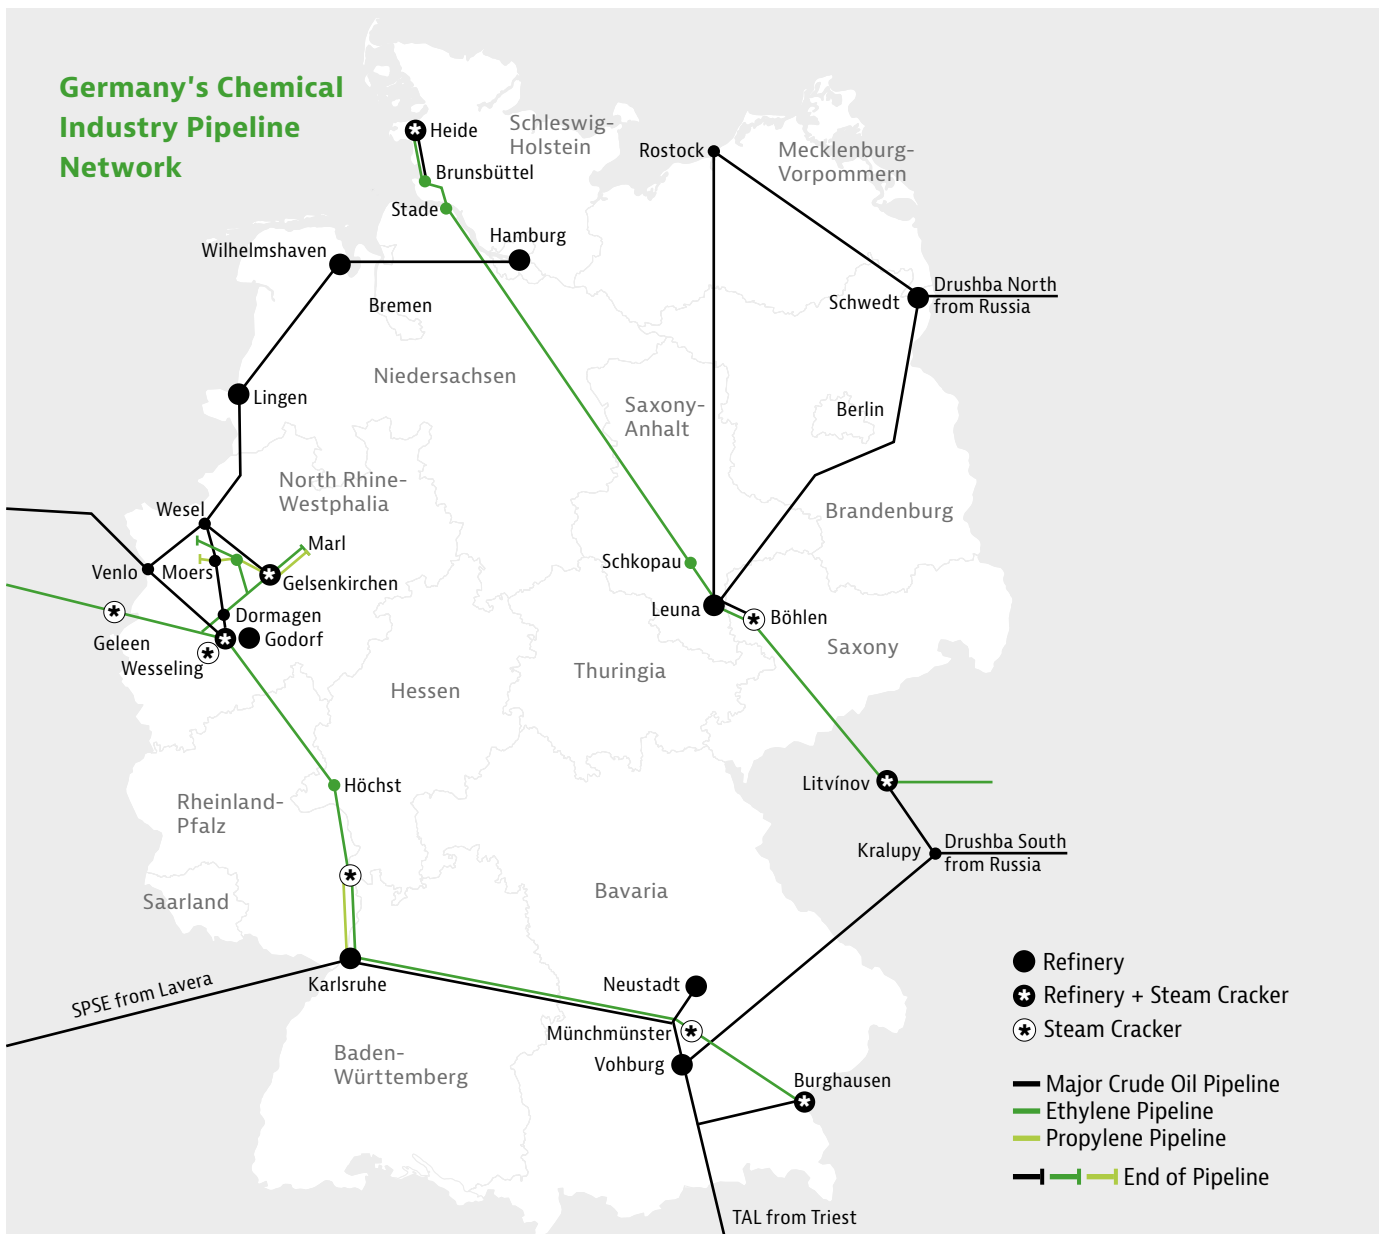 Germany's Chemical
Industry Pipeline
Network
Heide
Schleswig-
Holstein
Brunsbüttel
Stade
Rostock
Mecklenburg-
Vorpommern
Hamburg
Wilhelmshaven
Bremen
Schwedt
Drushba North
from Russia
Niedersachsen
Lingen
Saxony-
Anhalt
Berlin
North Rhine-
Westphalia
Wesel
Brandenburg
Marl
Venlo
Moers
Gelsenkirchen
Schkopau
Dormagen
Leuna
Böhlen
Geleen
Godorf
Wesseling
Saxony
Thuringia
Hessen
Höchst
Litvínov
Rheinland-
Pfalz
Kralupy
Drushba South
from Russia
Saarland
Bavaria
SPSE from Lavera
Karlsruhe
Neustadt
Münchmünster
Vohburg
Baden-
Württemberg
Burghausen
TAL from Triest
Refinery
Refinery + Steam Cracker
Steam Cracker
Major Crude Oil Pipeline
Ethylene Pipeline
Propylene Pipeline
End of Pipeline